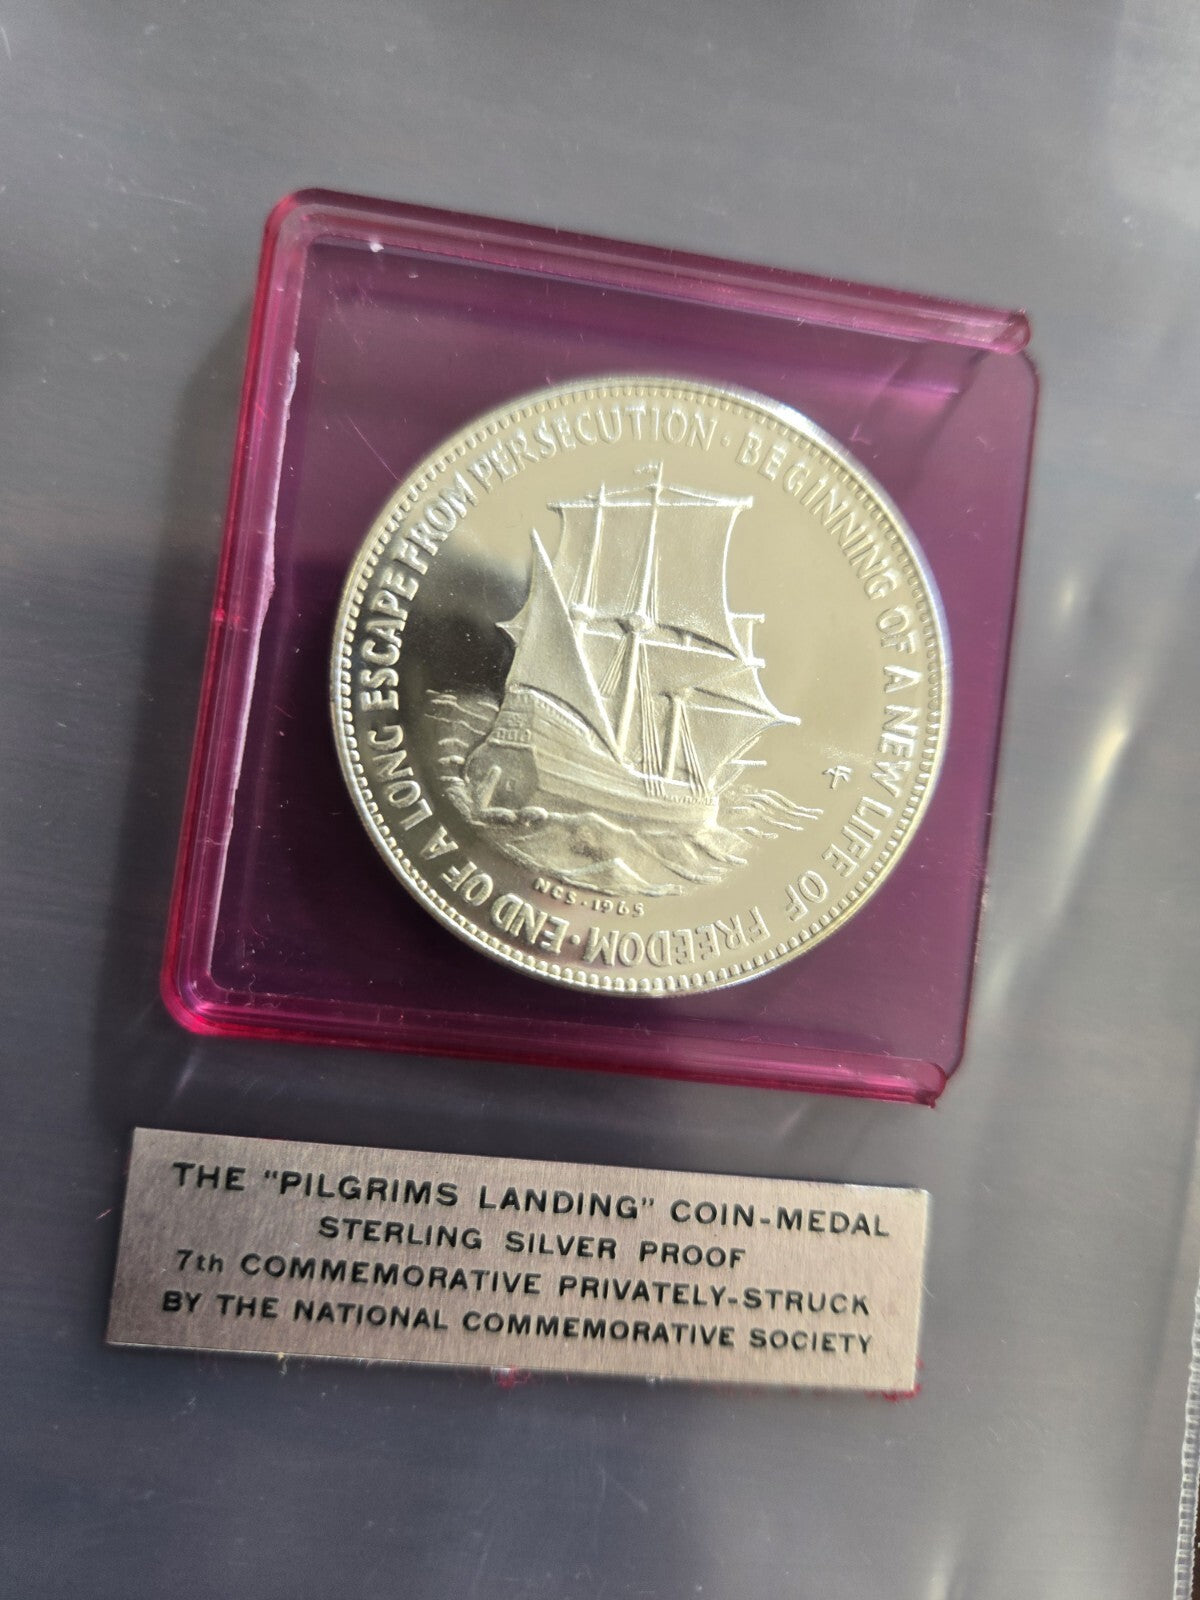 END OF A LONG ESCAPE FROM PERSECUTION · BEGINNING OF A NEW LIFE OF FREEDOM ·
NCS · 1965
THE "PILGRIMS LANDING" COIN-MEDAL
STERLING SILVER PROOF
7th COMMEMORATIVE PRIVATELY-STRUCK
BY THE NATIONAL COMMEMORATIVE SOCIETY